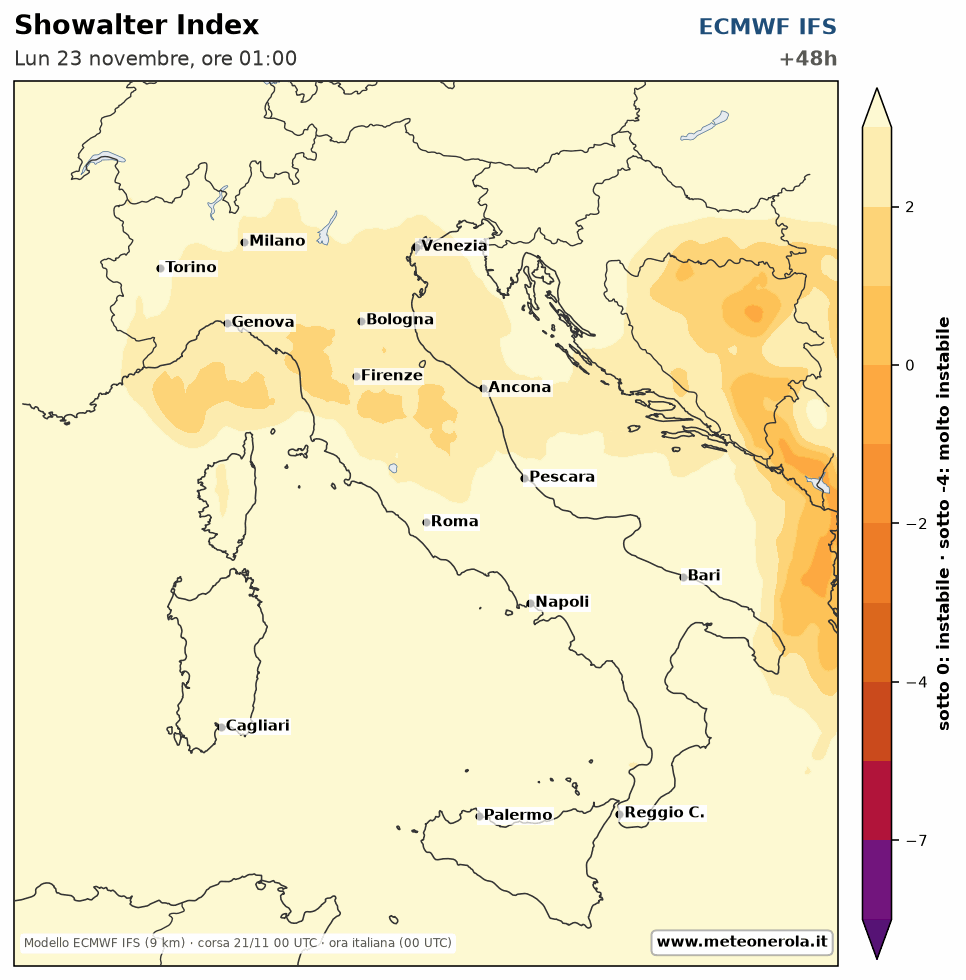 Showalter Index
ECMWF IFS
Lun 23 novembre, ore 01:00
+48h
Milano
Venezia
Torino
Genova
Bologna
Firenze
Ancona
Pescara
Roma
Bari
Napoli
Cagliari
Palermo
Reggio C.
2
0
−2
−4
−7
sotto 0: instabile · sotto -4: molto instabile
Modello ECMWF IFS (9 km) · corsa 21/11 00 UTC · ora italiana (00 UTC)
www.meteonerola.it